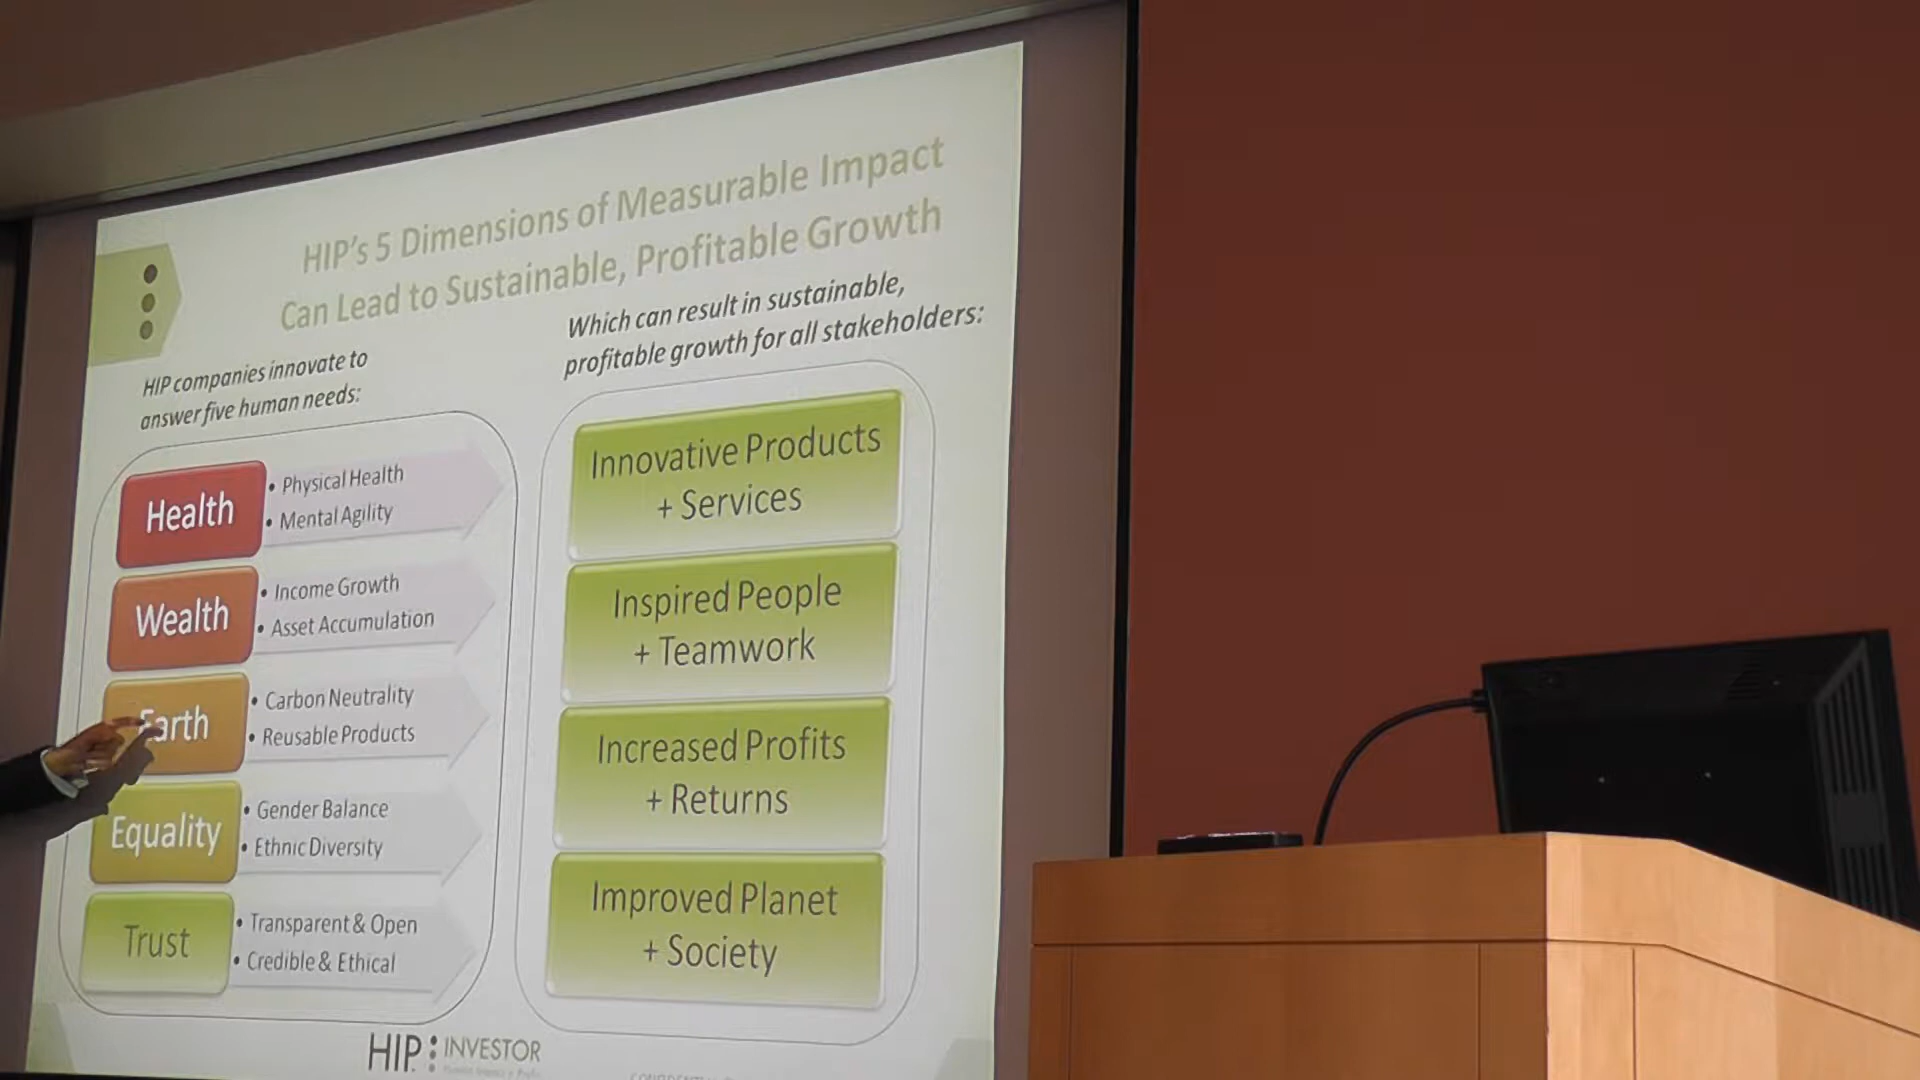 HIP's 5 Dimensions of Measurable Impact
Can Lead to Sustainable, Profitable Growth
HIP companies innovate to
answer five human needs:
Health
• Physical Health
• Mental Agility
Wealth
• Income Growth
• Asset Accumulation
Earth
• Carbon Neutrality
• Reusable Products
Equality
• Gender Balance
• Ethnic Diversity
Trust
• Transparent & Open
• Credible & Ethical
Which can result in sustainable,
profitable growth for all stakeholders:
Innovative Products
+ Services
Inspired People
+ Teamwork
Increased Profits
+ Returns
Improved Planet
+ Society
HIP INVESTOR